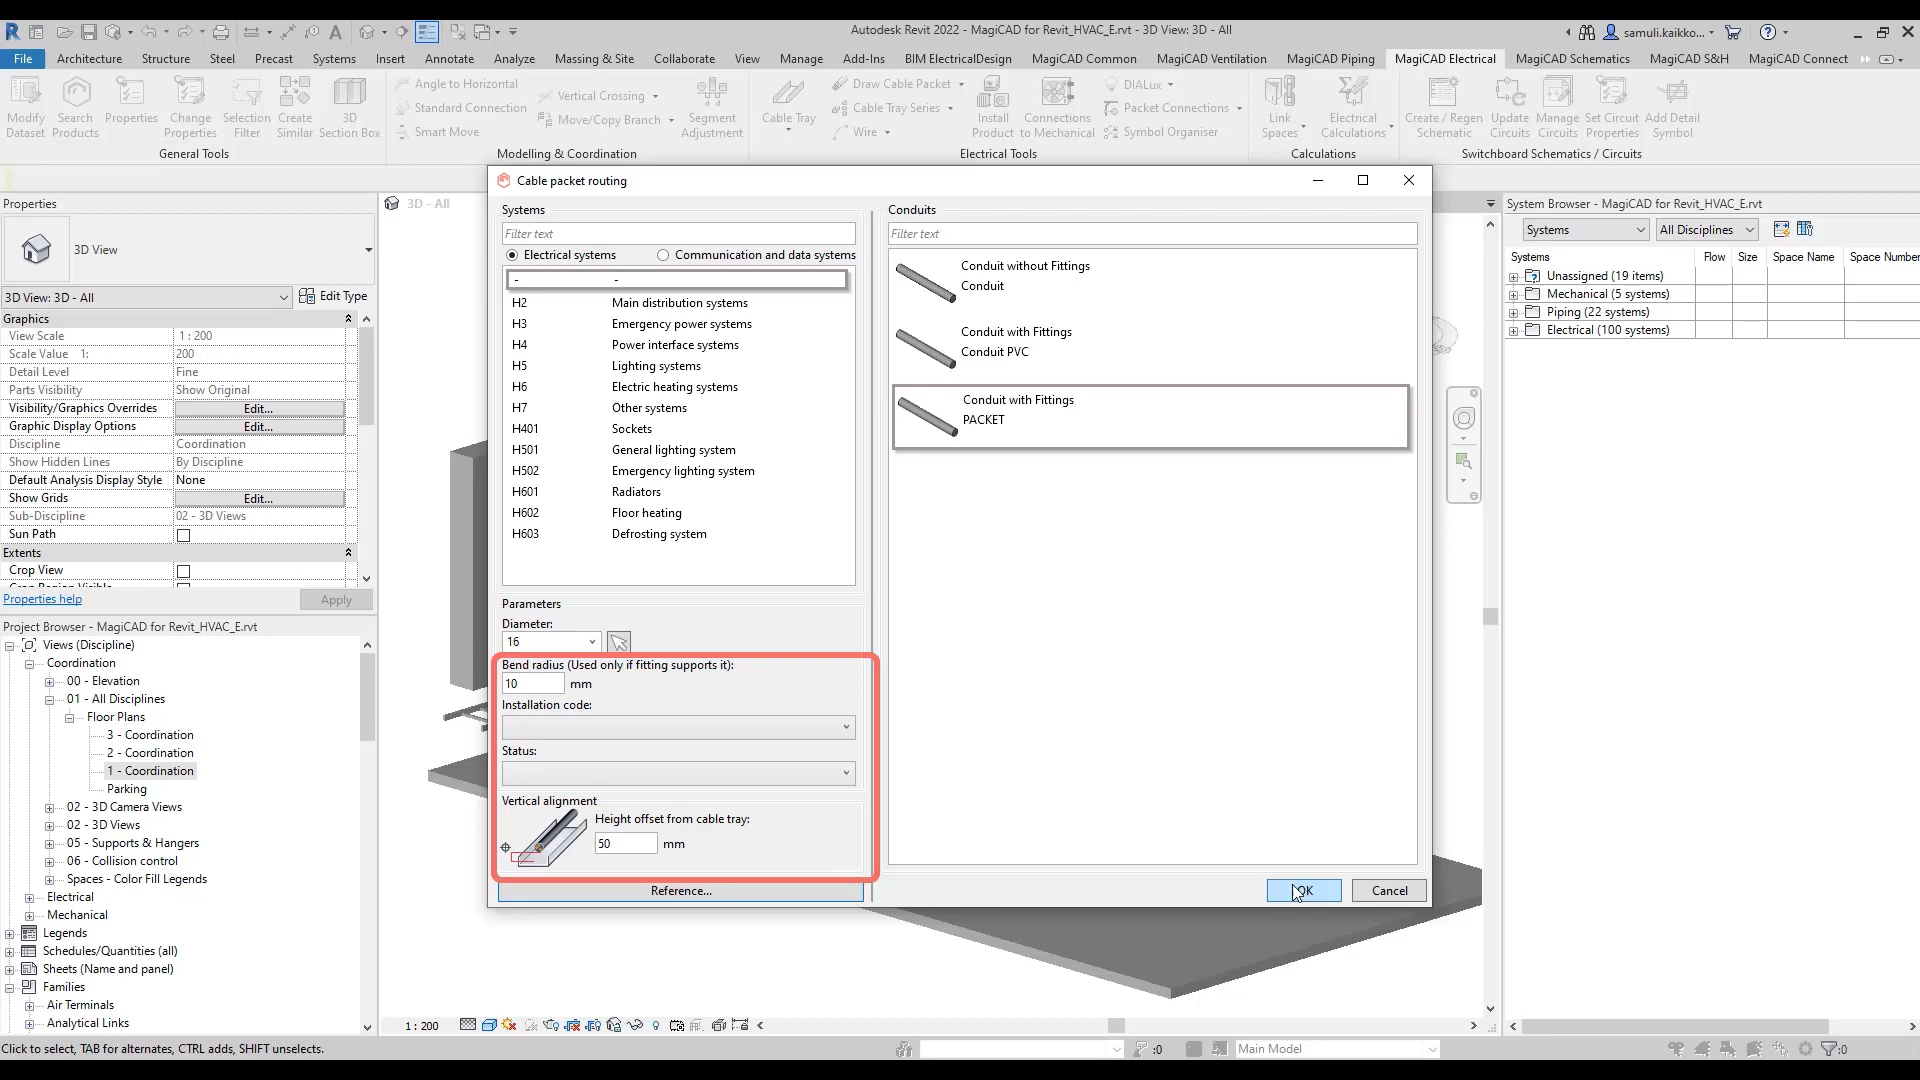 Autodesk Revit 2022 - MagiCAD for Revit_HVAC_E.rvt - 3D View: 3D - All
samuli.kaikko...
File Architecture Structure Steel Precast Systems Insert Annotate Analyze Massing & Site Collaborate View Manage Add-Ins BIM ElectricalDesign MagiCAD Common MagiCAD Ventilation MagiCAD Piping MagiCAD Electrical MagiCAD Schematics MagiCAD S&H MagiCAD Connect
Modify Dataset
Search Products
Properties
Change Properties
Selection Filter
Create Similar
3D Section Box
Angle to Horizontal
Standard Connection
Smart Move
Vertical Crossing
Move/Copy Branch
Segment Adjustment
Cable Tray
Draw Cable Packet
Cable Tray Series
Wire
Install Product
Connections to Mechanical
DIALux
Packet Connections
Symbol Organiser
Link Spaces
Electrical Calculations
Create / Regen Schematic
Update Circuits
Manage Circuits
Set Circuit Properties
Add Detail Symbol
General Tools
Modelling & Coordination
Electrical Tools
Calculations
Switchboard Schematics / Circuits
Properties
3D View
3D View: 3D - All
Edit Type
Graphics
View Scale 1 : 200
Scale Value 1: 200
Detail Level Fine
Parts Visibility Show Original
Visibility/Graphics Overrides Edit...
Graphic Display Options Edit...
Discipline Coordination
Show Hidden Lines By Discipline
Default Analysis Display Style None
Show Grids Edit...
Sub-Discipline 02 - 3D Views
Sun Path
Extents
Crop View
Properties help
Apply
Project Browser - MagiCAD for Revit_HVAC_E.rvt
Views (Discipline)
Coordination
00 - Elevation
01 - All Disciplines
Floor Plans
3 - Coordination
2 - Coordination
1 - Coordination
Parking
02 - 3D Camera Views
02 - 3D Views
05 - Supports & Hangers
06 - Collision control
Spaces - Color Fill Legends
Electrical
Mechanical
Legends
Schedules/Quantities (all)
Sheets (Name and panel)
Families
Air Terminals
Analytical Links
3D - All
Cable packet routing
Systems
Filter text
Electrical systems
Communication and data systems
- -
H2 Main distribution systems
H3 Emergency power systems
H4 Power interface systems
H5 Lighting systems
H6 Electric heating systems
H7 Other systems
H401 Sockets
H501 General lighting system
H502 Emergency lighting system
H601 Radiators
H602 Floor heating
H603 Defrosting system
Parameters
Diameter:
16
Bend radius (Used only if fitting supports it):
10 mm
Installation code:
Status:
Vertical alignment
Height offset from cable tray:
50 mm
Reference...
Conduits
Filter text
Conduit without Fittings
Conduit
Conduit with Fittings
Conduit PVC
Conduit with Fittings
PACKET
OK
Cancel
System Browser - MagiCAD for Revit_HVAC_E.rvt
Systems
All Disciplines
Systems Flow Size Space Name Space Number
Unassigned (19 items)
Mechanical (5 systems)
Piping (22 systems)
Electrical (100 systems)
1 : 200
Click to select, TAB for alternates, CTRL adds, SHIFT unselects.
:0
Main Model
:0